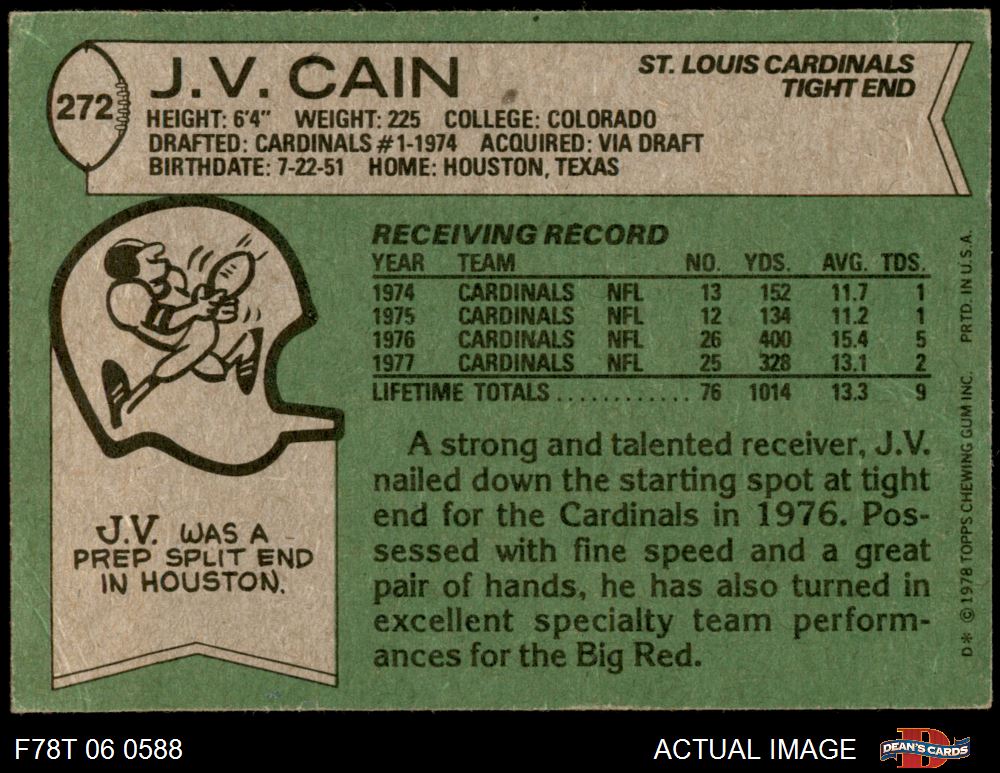 272
J.V. CAIN
ST. LOUIS CARDINALS
TIGHT END
HEIGHT: 6'4" WEIGHT: 225 COLLEGE: COLORADO
DRAFTED: CARDINALS #1-1974 ACQUIRED: VIA DRAFT
BIRTHDATE: 7-22-51 HOME: HOUSTON, TEXAS
RECEIVING RECORD
YEAR TEAM NO. YDS. AVG. TDS.
1974 CARDINALS NFL 13 152 11.7 1
1975 CARDINALS NFL 12 134 11.2 1
1976 CARDINALS NFL 26 400 15.4 5
1977 CARDINALS NFL 25 328 13.1 2
LIFETIME TOTALS ............ 76 1014 13.3 9
A strong and talented receiver, J.V.
nailed down the starting spot at tight
end for the Cardinals in 1976. Pos-
sessed with fine speed and a great
pair of hands, he has also turned in
excellent specialty team perform-
ances for the Big Red.
J.V. WAS A
PREP SPLIT END
IN HOUSTON.
D* © 1978 TOPPS CHEWING GUM INC. PRTD. IN U.S.A.
F78T 06 0588
ACTUAL IMAGE
DEAN'S CARDS